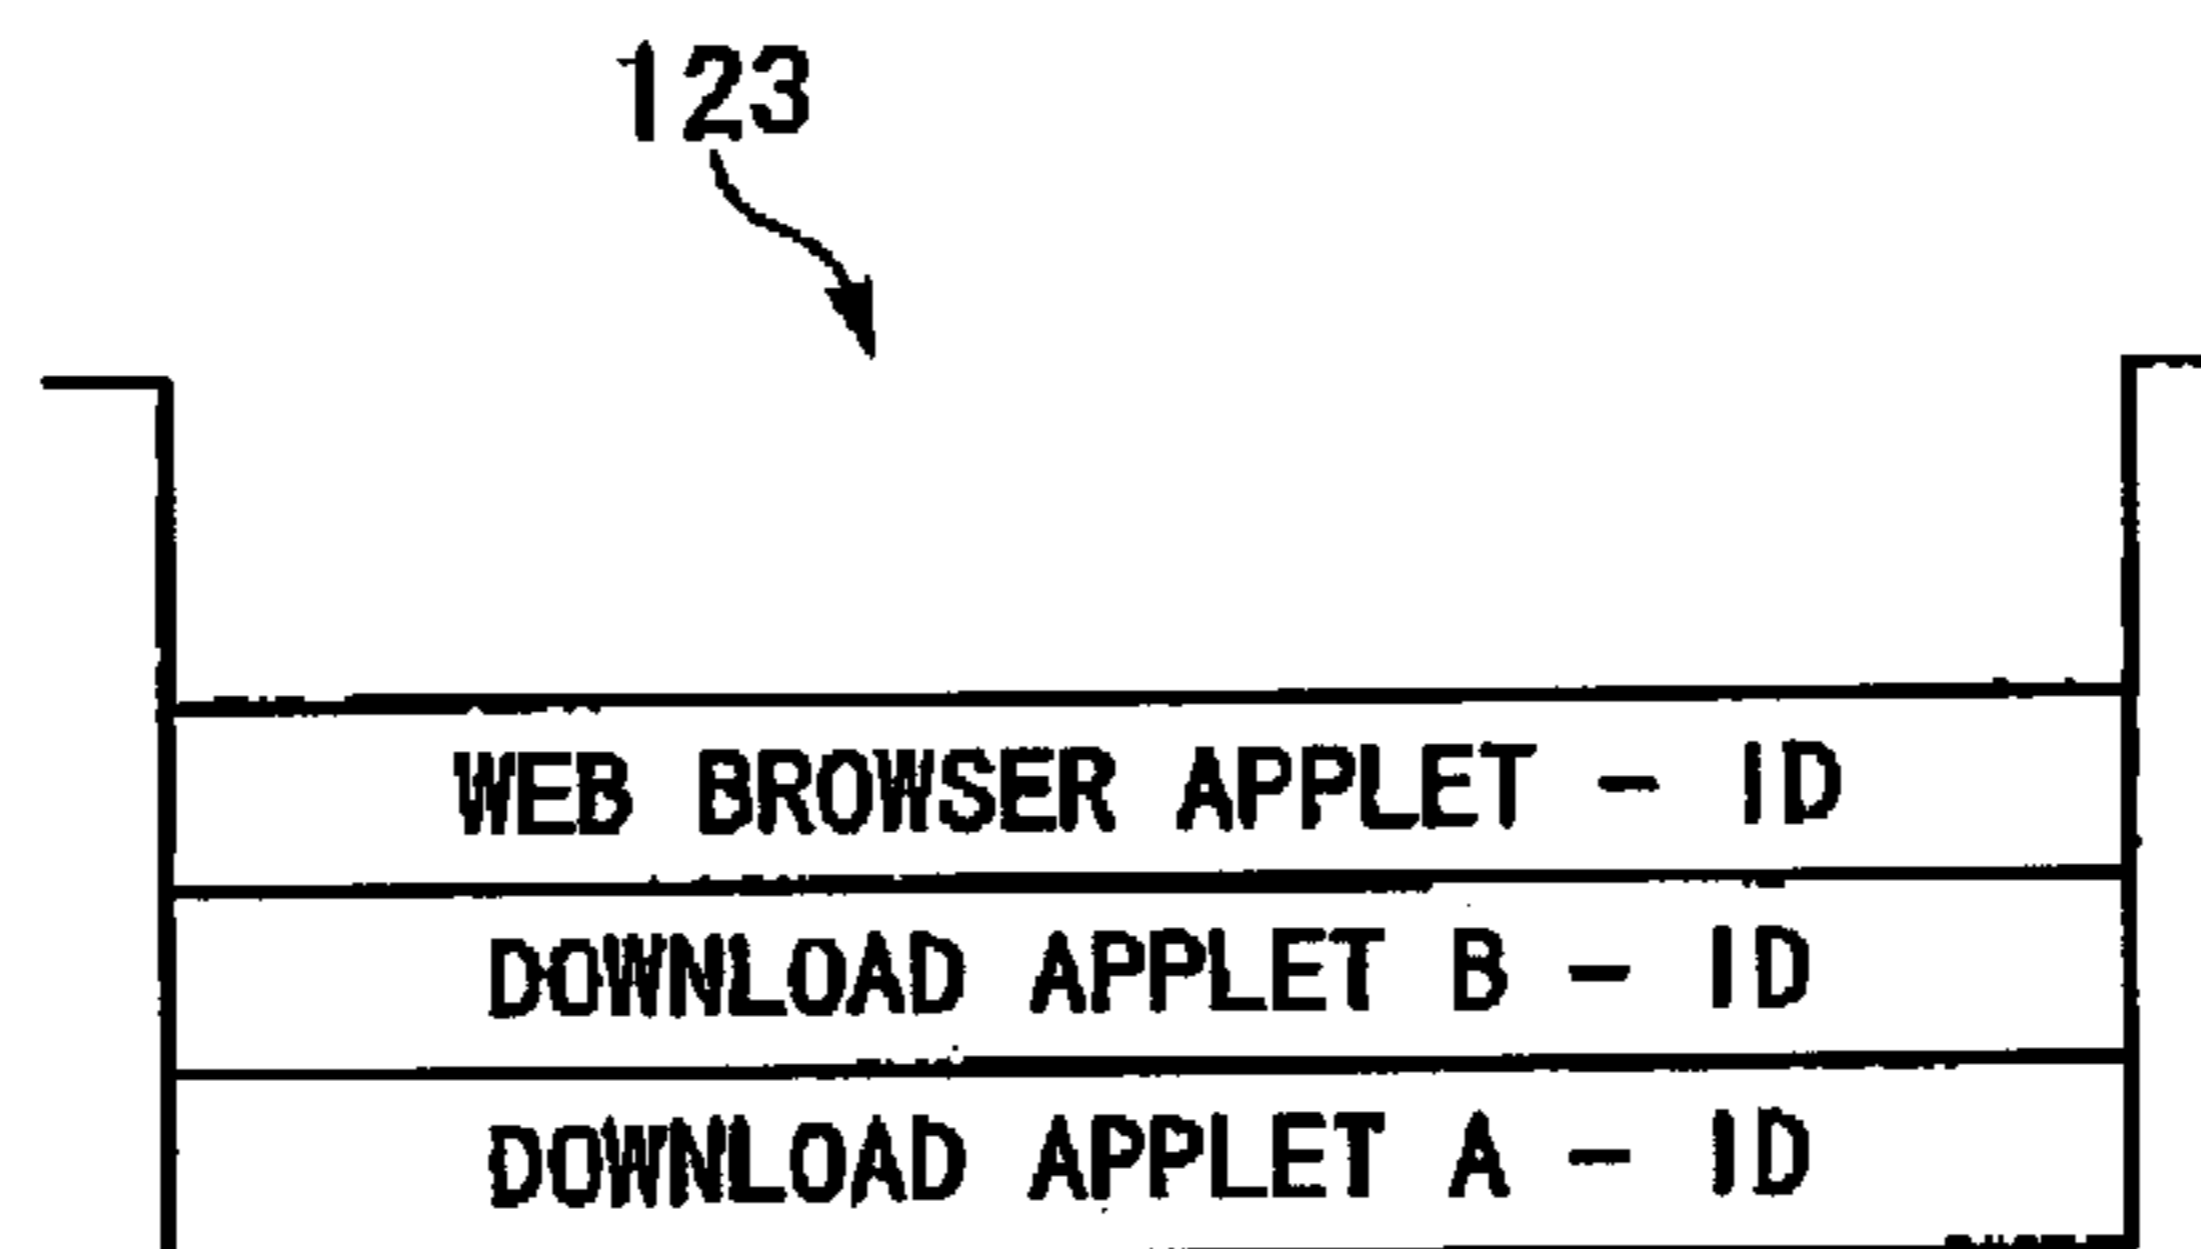 123
WEB BROWSER APPLET - ID
DOWNLOAD APPLET B - ID
DOWNLOAD APPLET A - ID